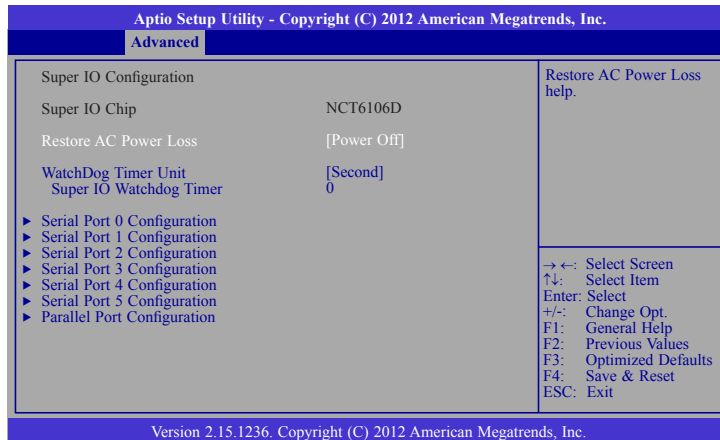 Aptio Setup Utility - Copyright (C) 2012 American Megatrends, Inc.
Advanced
Super IO Configuration
Super IO Chip NCT6106D
Restore AC Power Loss [Power Off]
WatchDog Timer Unit [Second]
Super IO Watchdog Timer 0
► Serial Port 0 Configuration
► Serial Port 1 Configuration
► Serial Port 2 Configuration
► Serial Port 3 Configuration
► Serial Port 4 Configuration
► Serial Port 5 Configuration
► Parallel Port Configuration
Restore AC Power Loss
help.
→←: Select Screen
↑↓: Select Item
Enter: Select
+/-: Change Opt.
F1: General Help
F2: Previous Values
F3: Optimized Defaults
F4: Save & Reset
ESC: Exit
Version 2.15.1236. Copyright (C) 2012 American Megatrends, Inc.